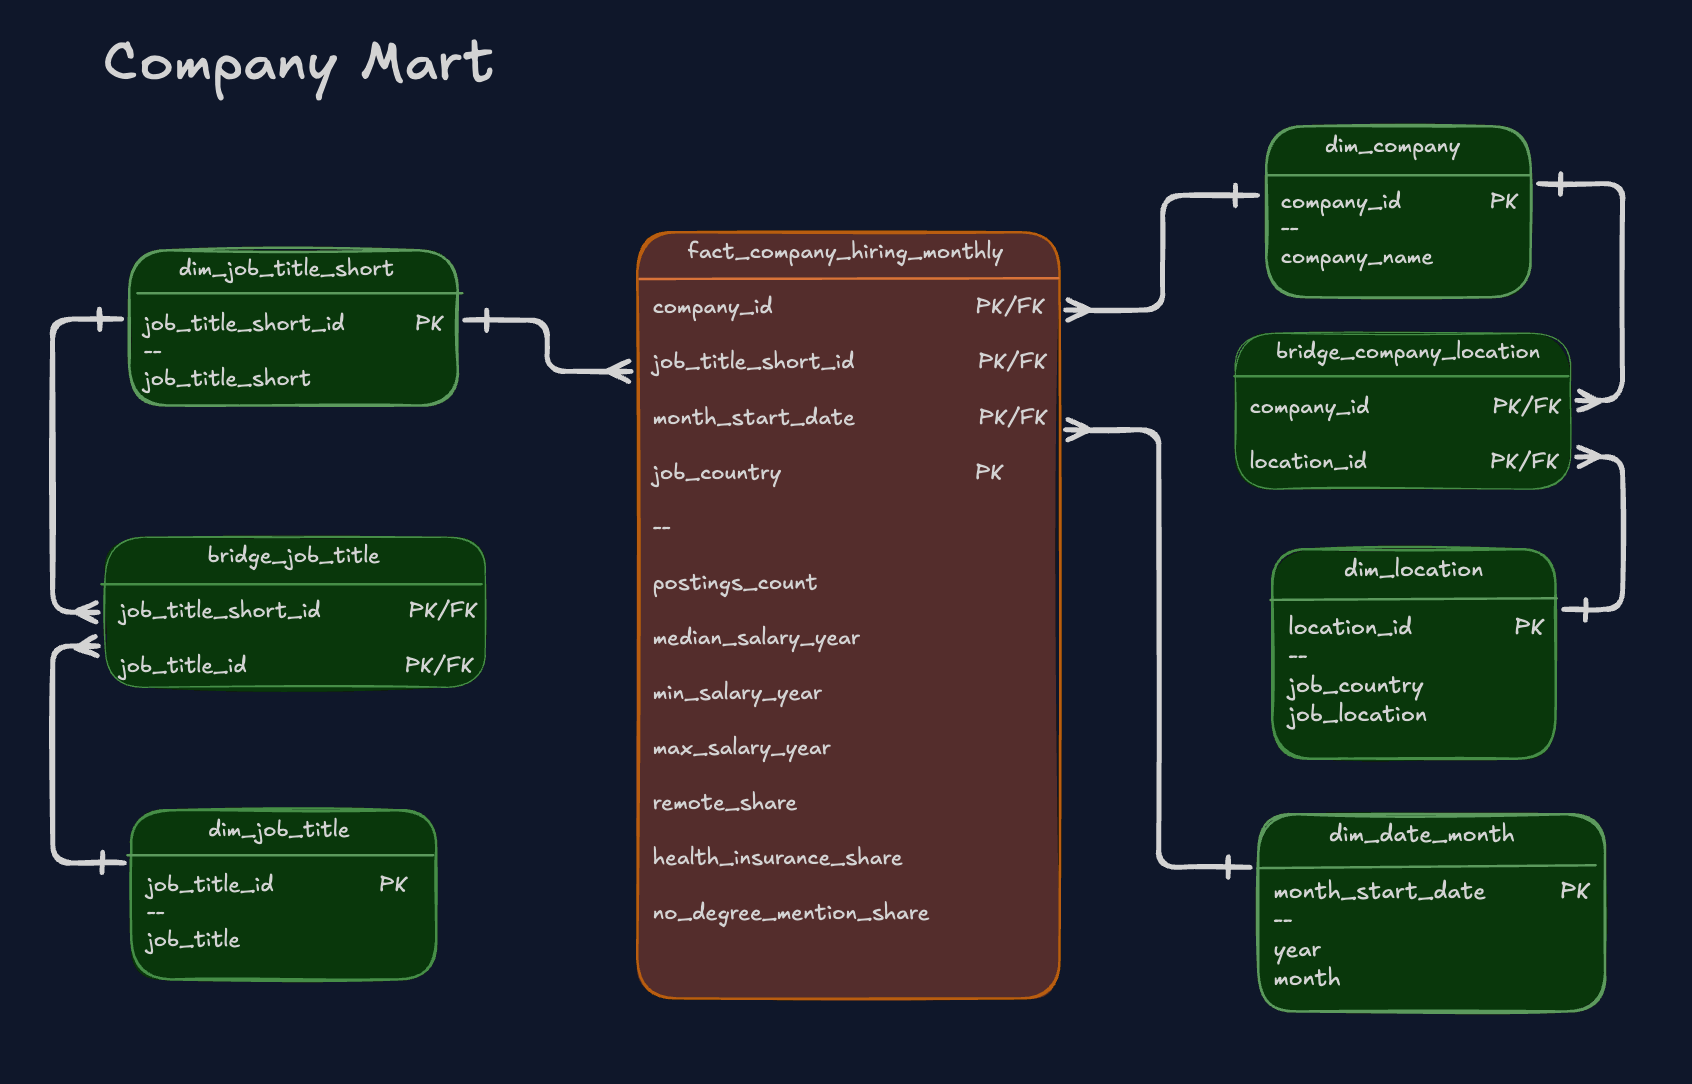 Company Mart
dim_job_title_short
job_title_short_id PK
--
job_title_short
bridge_job_title
job_title_short_id PK/FK
job_title_id PK/FK
dim_job_title
job_title_id PK
--
job_title
fact_company_hiring_monthly
company_id PK/FK
job_title_short_id PK/FK
month_start_date PK/FK
job_country PK
--
postings_count
median_salary_year
min_salary_year
max_salary_year
remote_share
health_insurance_share
no_degree_mention_share
dim_company
company_id PK
--
company_name
bridge_company_location
company_id PK/FK
location_id PK/FK
dim_location
location_id PK
--
job_country
job_location
dim_date_month
month_start_date PK
--
year
month